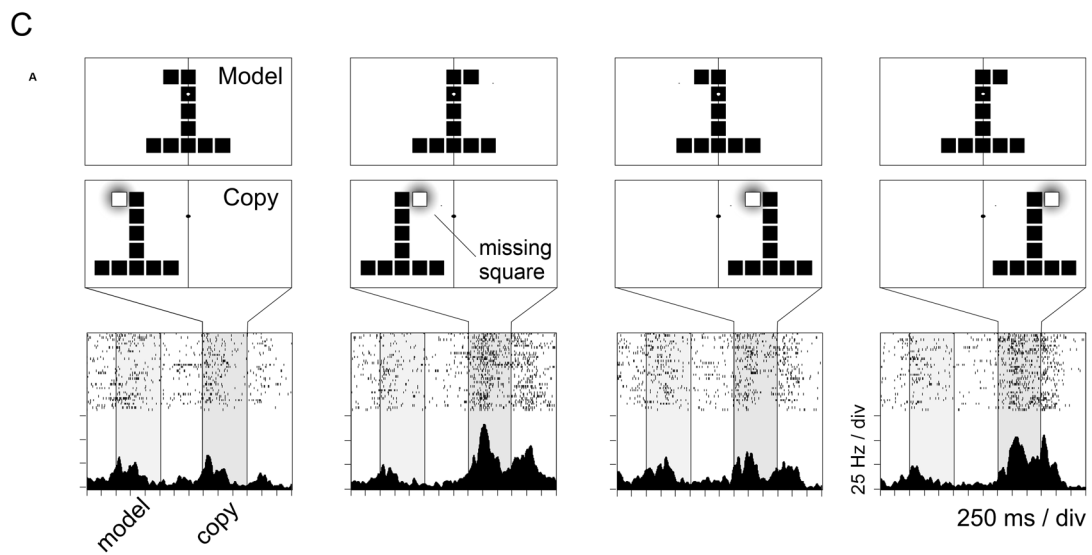 C
A
Model
Copy
missing
square
25 Hz / div
model
copy
250 ms / div